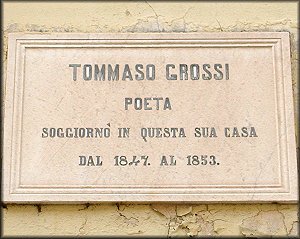 TOMMASO GROSSI
POETA
SOGGIORNÒ IN QUESTA SUA CASA
DAL 1847. AL 1853.